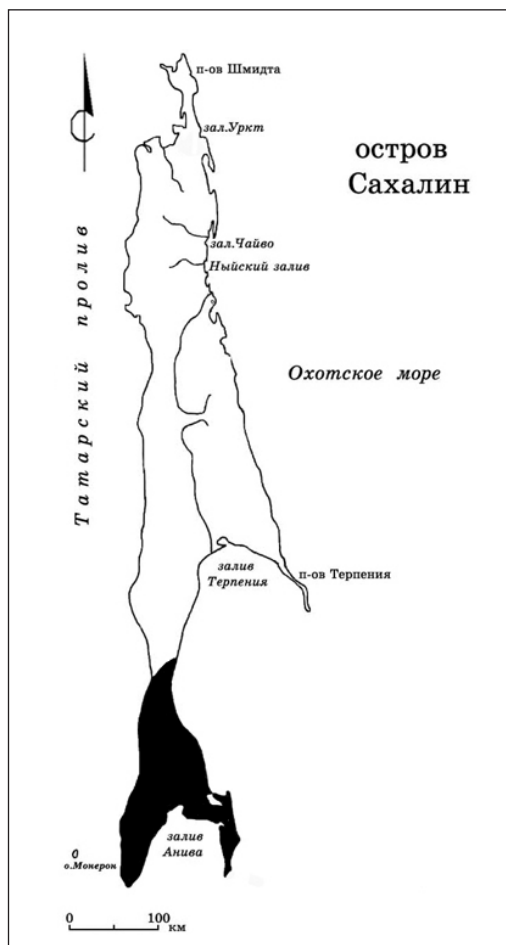 п-ов Шмидта
зал.Уркт
остров
Сахалин
зал.Чайво
Ныйский залив
Татарский пролив
Охотское море
залив
Терпения
п-ов Терпения
залив
Анива
о.Монерон
0 100
км